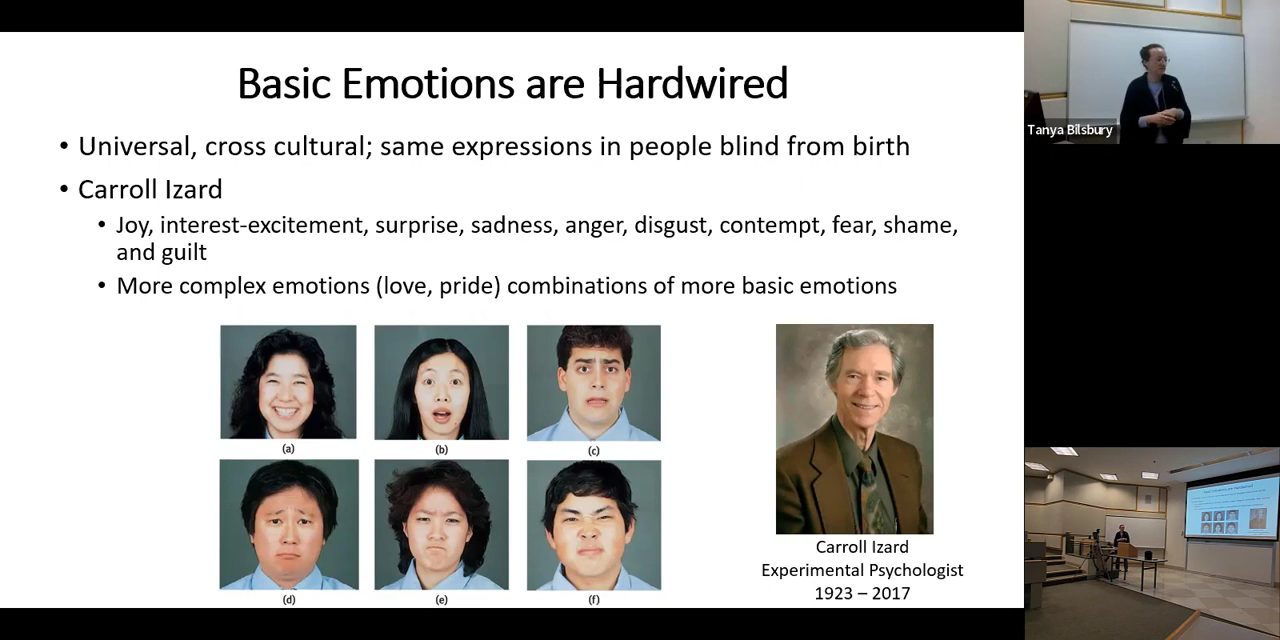 Basic Emotions are Hardwired
• Universal, cross cultural; same expressions in people blind from birth
• Carroll Izard
• Joy, interest-excitement, surprise, sadness, anger, disgust, contempt, fear, shame,
and guilt
• More complex emotions (love, pride) combinations of more basic emotions
(a) (b) (c)
(d) (e) (f)
Carroll Izard
Experimental Psychologist
1923 – 2017
Tanya Bilsbury